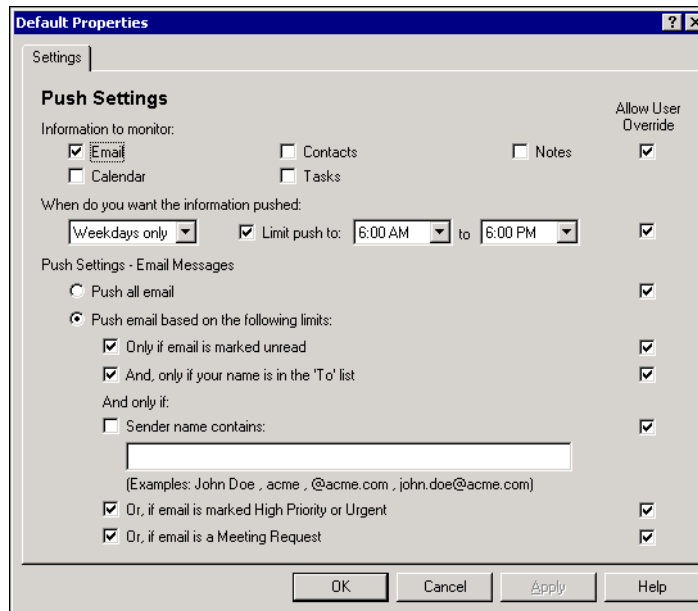 Default Properties
Settings
Push Settings
Allow User
Override
Information to monitor:
Email Contacts Notes
Calendar Tasks
When do you want the information pushed:
Weekdays only Limit push to: 6:00 AM to 6:00 PM
Push Settings - Email Messages
Push all email
Push email based on the following limits:
Only if email is marked unread
And, only if your name is in the 'To' list
And only if:
Sender name contains:
(Examples: John Doe , acme , @acme.com , john.doe@acme.com)
Or, if email is marked High Priority or Urgent
Or, if email is a Meeting Request
OK Cancel Apply Help